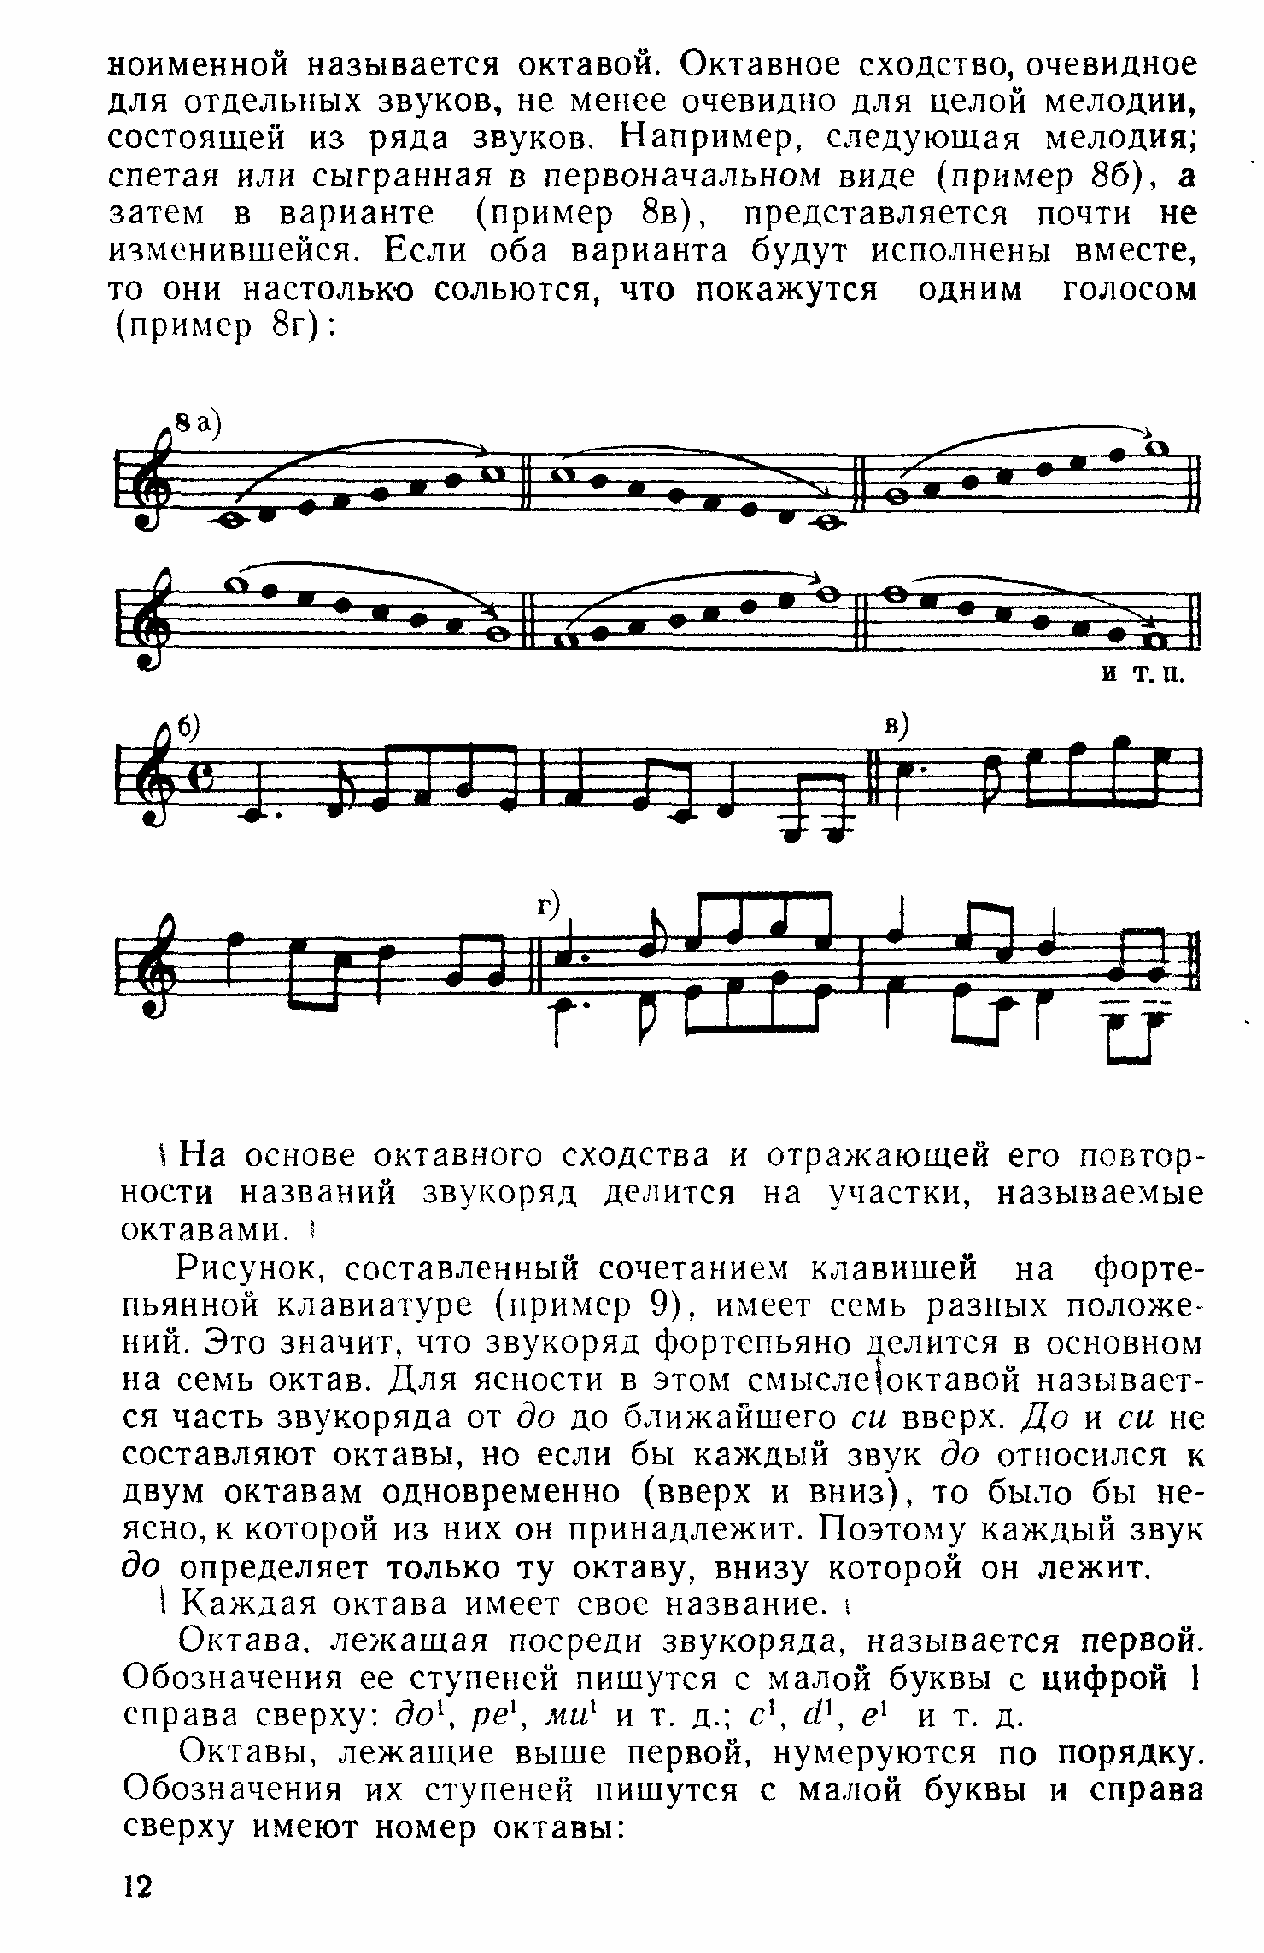 ноименной называется октавой. Октавное сходство, очевидное
для отдельных звуков, не менее очевидно для целой мелодии,
состоящей из ряда звуков. Например, следующая мелодия;
спетая или сыгранная в первоначальном виде (пример 8б), а
затем в варианте (пример 8в), представляется почти не
изменившейся. Если оба варианта будут исполнены вместе,
то они настолько сольются, что покажутся одним голосом
(пример 8г):
8 а)
и т. п.
б) в)
г)
На основе октавного сходства и отражающей его повтор-
ности названий звукоряд делится на участки, называемые
октавами.
Рисунок, составленный сочетанием клавишей на форте-
пьянной клавиатуре (пример 9), имеет семь разных положе-
ний. Это значит, что звукоряд фортепьяно делится в основном
на семь октав. Для ясности в этом смысле октавой называет-
ся часть звукоряда от до до ближайшего си вверх. До и си не
составляют октавы, но если бы каждый звук до относился к
двум октавам одновременно (вверх и вниз), то было бы не-
ясно, к которой из них он принадлежит. Поэтому каждый звук
до определяет только ту октаву, внизу которой он лежит.
Каждая октава имеет свое название.
Октава, лежащая посреди звукоряда, называется первой.
Обозначения ее ступеней пишутся с малой буквы с цифрой 1
справа сверху: до¹, ре¹, ми¹ и т. д.; c¹, d¹, e¹ и т. д.
Октавы, лежащие выше первой, нумеруются по порядку.
Обозначения их ступеней пишутся с малой буквы и справа
сверху имеют номер октавы:
12